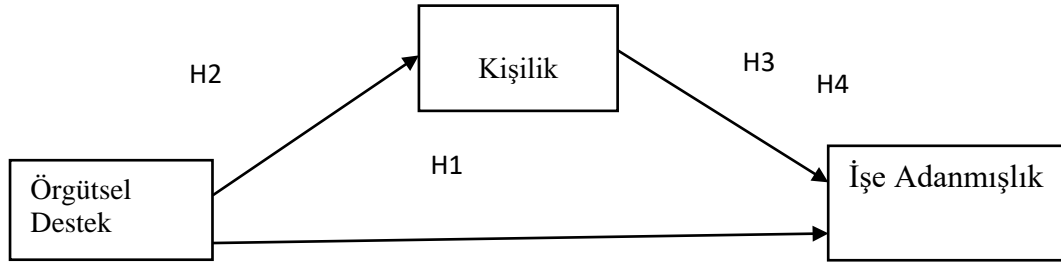 Kişilik
H2
H3
H4
H1
Örgütsel
Destek
İşe Adanmışlık